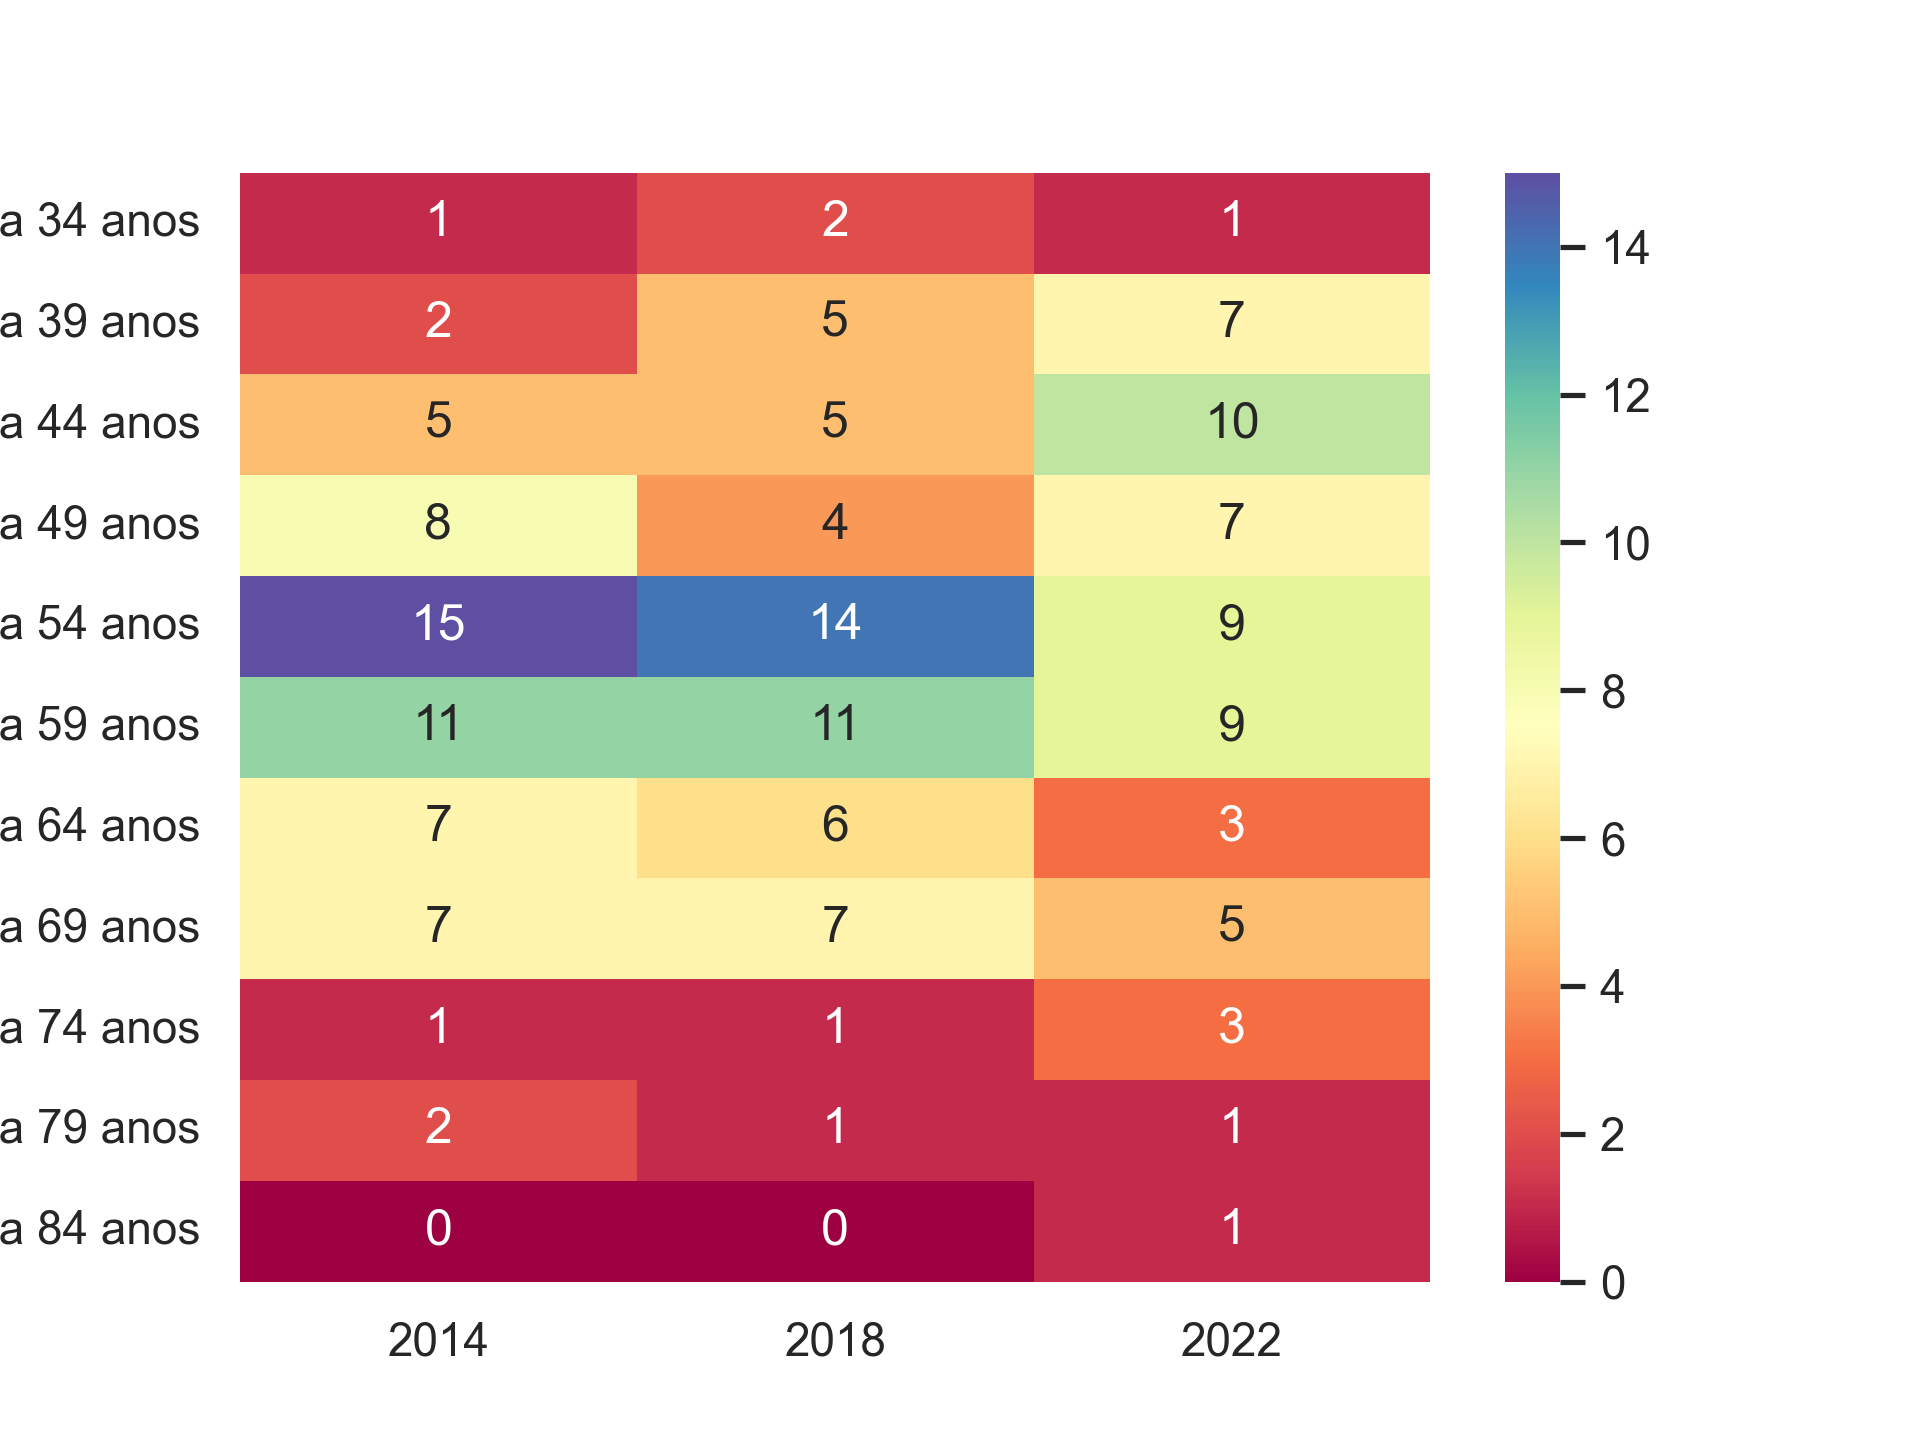 a 34 anos 1 2 1
a 39 anos 2 5 7
a 44 anos 5 5 10
a 49 anos 8 4 7
a 54 anos 15 14 9
a 59 anos 11 11 9
a 64 anos 7 6 3
a 69 anos 7 7 5
a 74 anos 1 1 3
a 79 anos 2 1 1
a 84 anos 0 0 1
2014 2018 2022
14
12
10
8
6
4
2
0